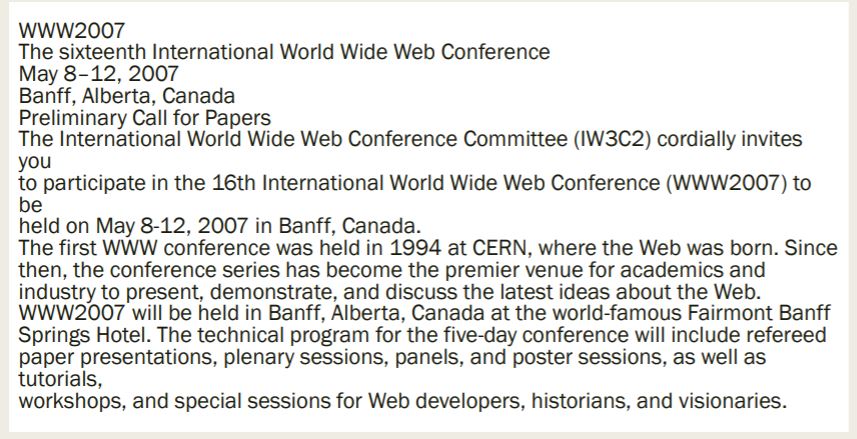 WWW2007
The sixteenth International World Wide Web Conference
May 8–12, 2007
Banff, Alberta, Canada
Preliminary Call for Papers
The International World Wide Web Conference Committee (IW3C2) cordially invites
you
to participate in the 16th International World Wide Web Conference (WWW2007) to
be
held on May 8-12, 2007 in Banff, Canada.
The first WWW conference was held in 1994 at CERN, where the Web was born. Since
then, the conference series has become the premier venue for academics and
industry to present, demonstrate, and discuss the latest ideas about the Web.
WWW2007 will be held in Banff, Alberta, Canada at the world-famous Fairmont Banff
Springs Hotel. The technical program for the five-day conference will include refereed
paper presentations, plenary sessions, panels, and poster sessions, as well as
tutorials,
workshops, and special sessions for Web developers, historians, and visionaries.